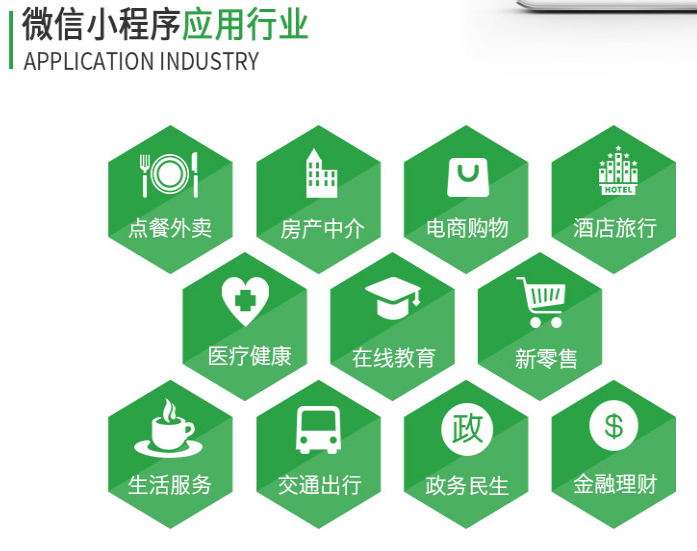 微信小程序应用行业
APPLICATION INDUSTRY
点餐外卖
房产中介
电商购物
HOTEL
酒店旅行
医疗健康
在线教育
新零售
生活服务
交通出行
政
政务民生
$
金融理财